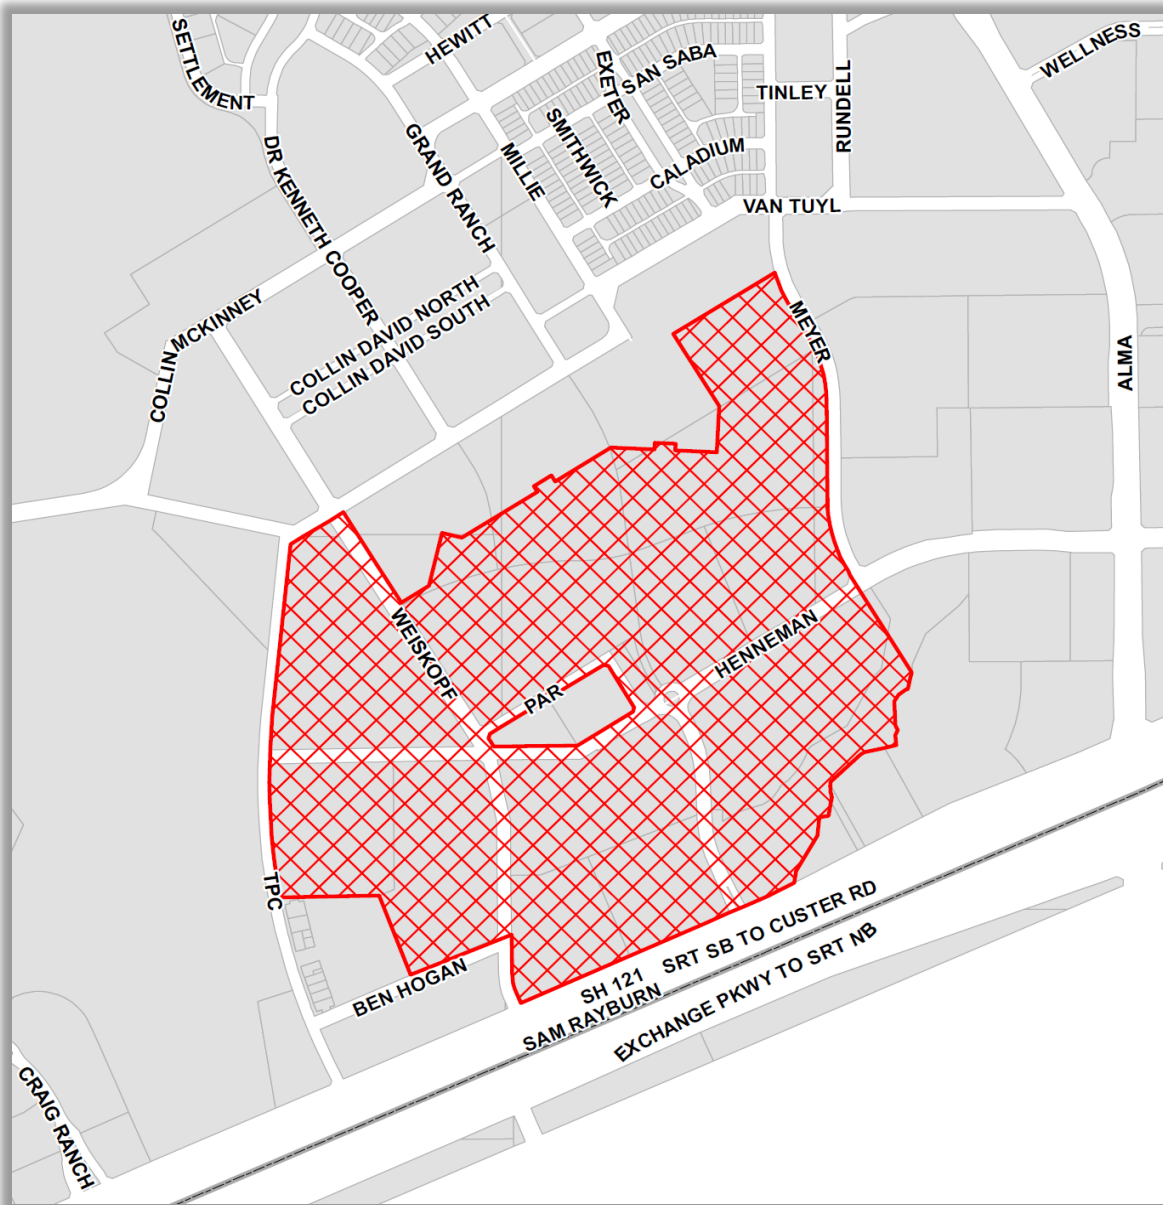 SETTLEMENT
HEWITT
EXETER
SAN SABA
WELLNESS
TINLEY
RUNDELL
SMITHWICK
DR KENNETH COOPER
GRAND RANCH
MILLIE
CALADIUM
VAN TUYL
COLLIN MCKINNEY
COLLIN DAVID NORTH
COLLIN DAVID SOUTH
MEYER
ALMA
WEISKOPF
HENNEMAN
PAR
TPC
BEN HOGAN
SH 121
SRT SB TO CUSTER RD
SAM RAYBURN
EXCHANGE PKWY TO SRT NB
CRAIG RANCH